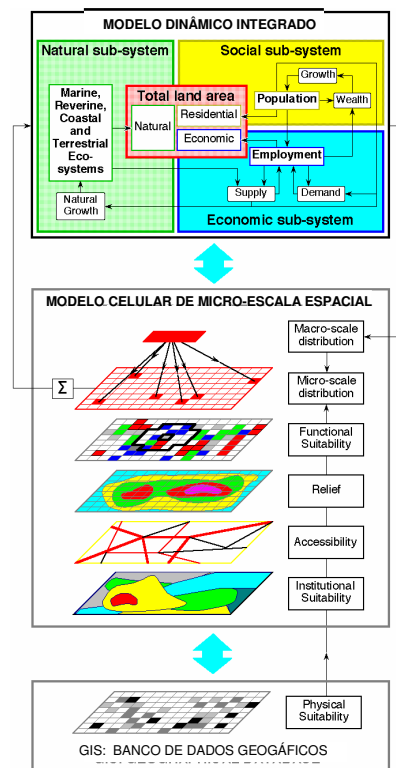 MODELO DINÂMICO INTEGRADO
Natural sub-system
Social sub-system
Growth
Marine,
Reverine,
Coastal
and
Terrestrial
Eco-
systems
Total land area
Natural
Residential
Economic
Population
Wealth
Employment
Natural
Growth
Supply
Demand
Economic sub-system
MODELO CELULAR DE MICRO-ESCALA ESPACIAL
Macro-scale
distribution
Σ
Micro-scale
distribution
Functional
Suitability
Relief
Accessibility
Institutional
Suitability
Physical
Suitability
GIS: BANCO DE DADOS GEOGÁFICOS